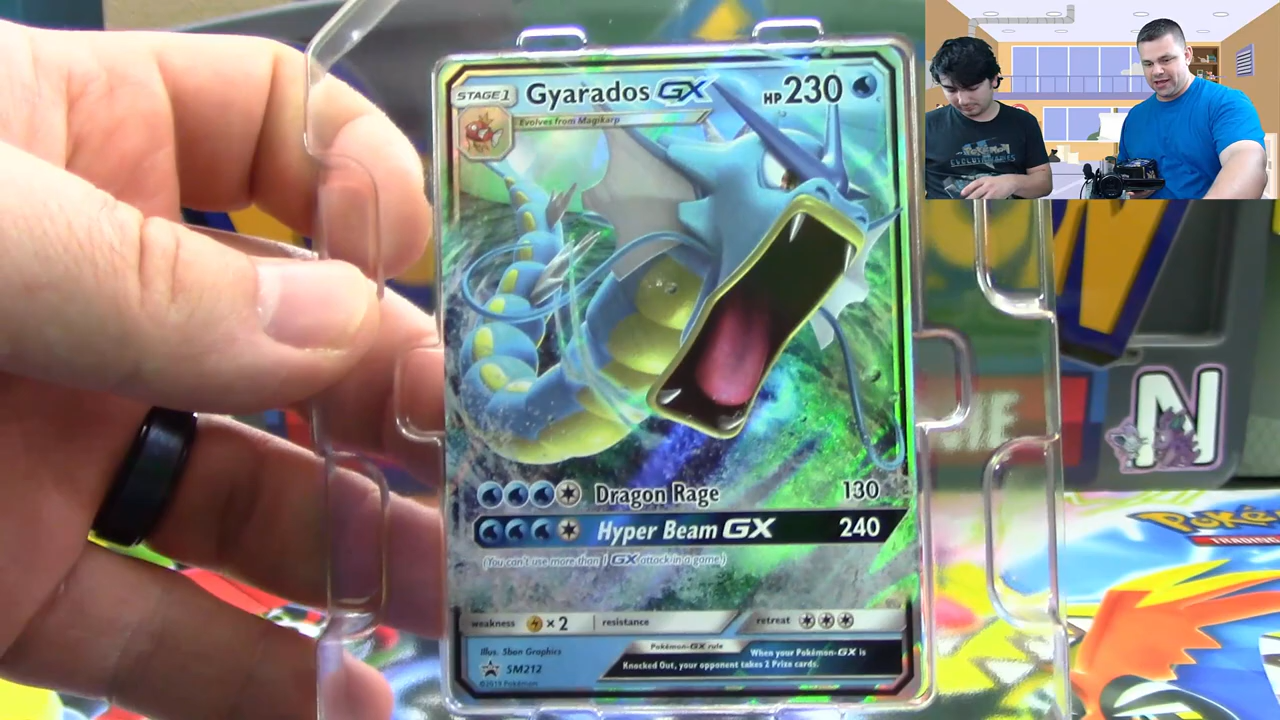 STAGE 1 Gyarados GX HP 230
Evolves from Magikarp
Dragon Rage 130
Hyper Beam GX 240
(You can't use more than 1 GX attack in a game.)
weakness ×2 resistance retreat
Illus. 5ban Graphics
SM212
©2019 Pokémon
Pokémon-GX rule
When your Pokémon-GX is
Knocked Out, your opponent takes 2 Prize cards.
EVOLUTIONS
N
Poké